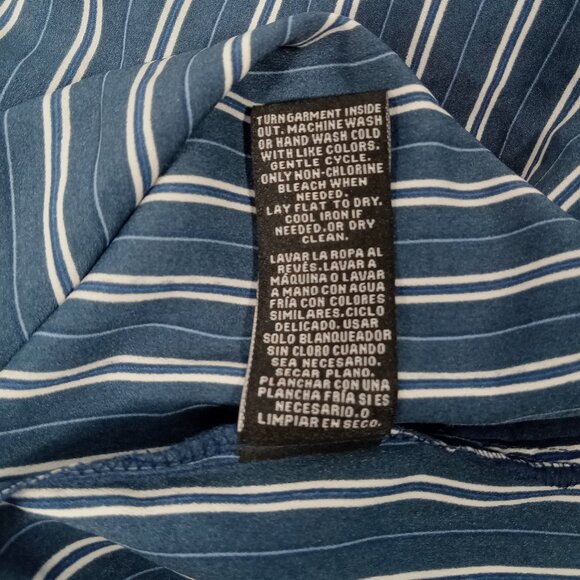 TURN GARMENT INSIDE
OUT. MACHINE WASH
OR HAND WASH COLD
WITH LIKE COLORS.
GENTLE CYCLE.
ONLY NON-CHLORINE
BLEACH WHEN
NEEDED.
LAY FLAT TO DRY.
COOL IRON IF
NEEDED. OR DRY
CLEAN.
LAVAR LA ROPA AL
REVÉS. LAVAR A
MÁQUINA O LAVAR
A MANO CON AGUA
FRÍA CON COLORES
SIMILARES. CICLO
DELICADO. USAR
SOLO BLANQUEADOR
SIN CLORO CUANDO
SEA NECESARIO.
SECAR PLANO.
PLANCHAR CON UNA
PLANCHA FRÍA SI ES
NECESARIO. O
LIMPIAR EN SECO.